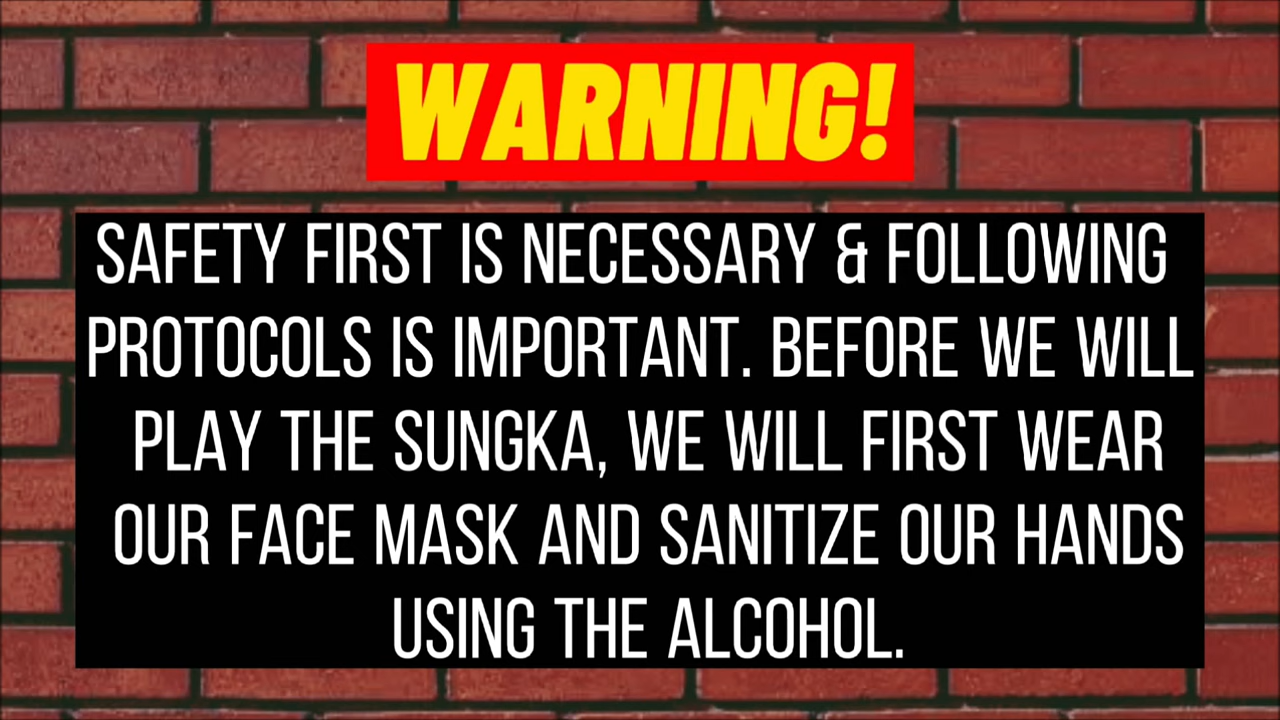 WARNING!
SAFETY FIRST IS NECESSARY & FOLLOWING
PROTOCOLS IS IMPORTANT. BEFORE WE WILL
PLAY THE SUNGKA, WE WILL FIRST WEAR
OUR FACE MASK AND SANITIZE OUR HANDS
USING THE ALCOHOL.